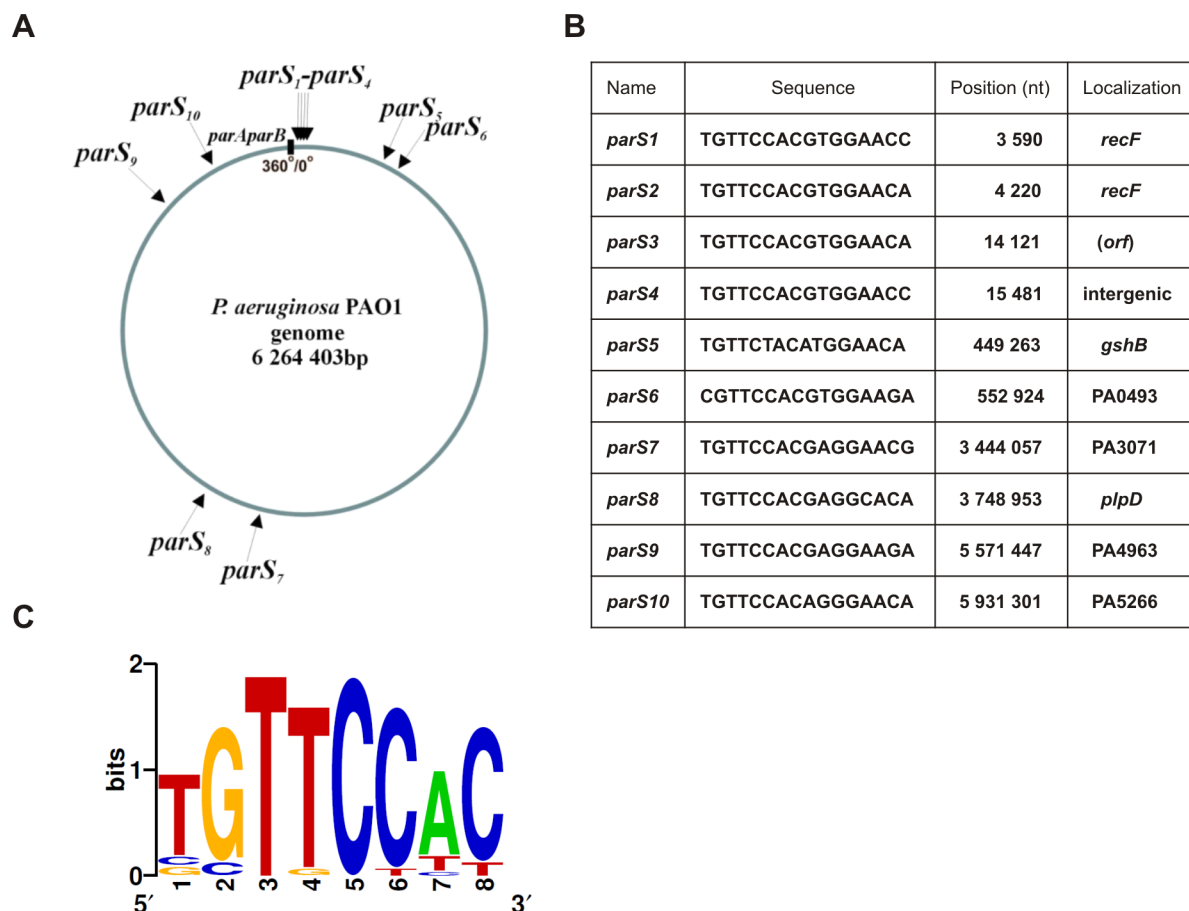 A
parS1-parS4
parS10
parAparB
parS5
parS6
parS9
360°/0°
P. aeruginosa PAO1
genome
6 264 403bp
parS8
parS7
B
Name Sequence Position (nt) Localization
parS1 TGTTCCACGTGGAACC 3 590 recF
parS2 TGTTCCACGTGGAACA 4 220 recF
parS3 TGTTCCACGTGGAACA 14 121 (orf)
parS4 TGTTCCACGTGGAACC 15 481 intergenic
parS5 TGTTCTACATGGAACA 449 263 gshB
parS6 CGTTCCACGTGGAAGA 552 924 PA0493
parS7 TGTTCCACGAGGAACG 3 444 057 PA3071
parS8 TGTTCCACGAGGCACA 3 748 953 plpD
parS9 TGTTCCACGAGGAAGA 5 571 447 PA4963
parS10 TGTTCCACAGGGAACA 5 931 301 PA5266
C
bits
2
1
0
TGTTCCAC
C C G T T T
G C
1 2 3 4 5 6 7 8
5′ 3′